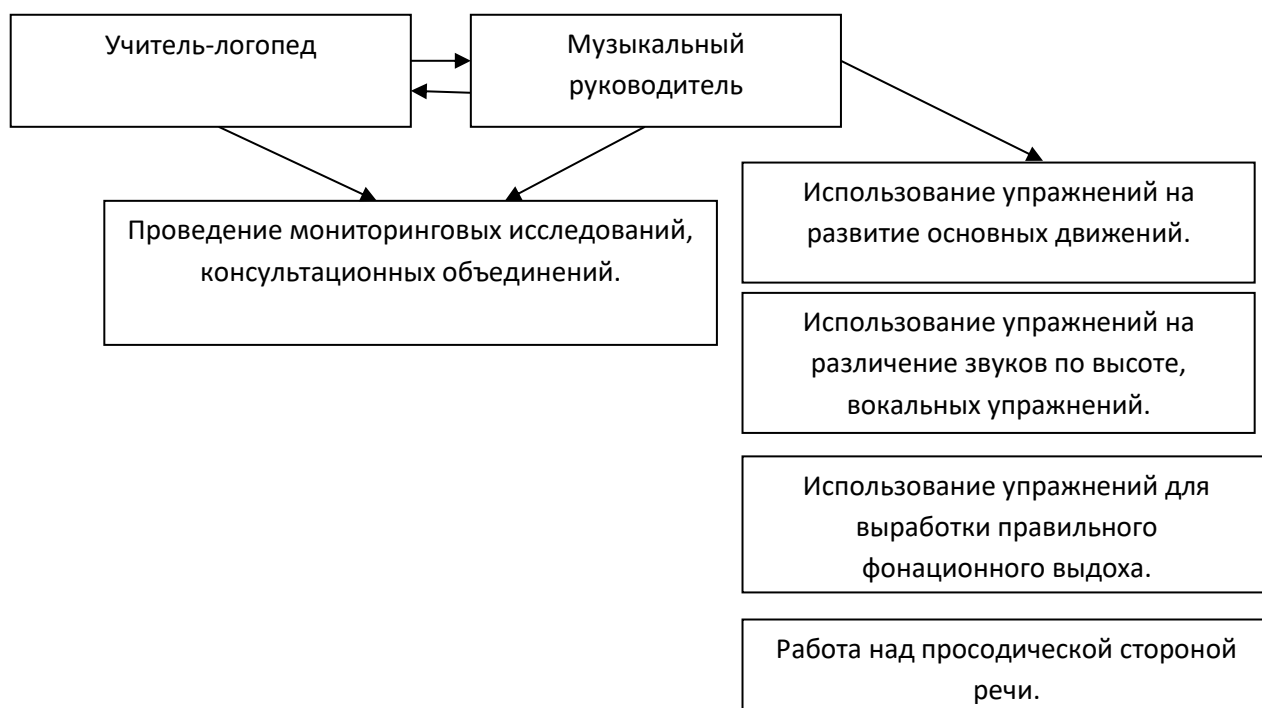 Учитель-логопед
Музыкальный
руководитель
Проведение мониторинговых исследований,
консультационных объединений.
Использование упражнений на
развитие основных движений.
Использование упражнений на
различение звуков по высоте,
вокальных упражнений.
Использование упражнений для
выработки правильного
фонационного выдоха.
Работа над просодической стороной
речи.